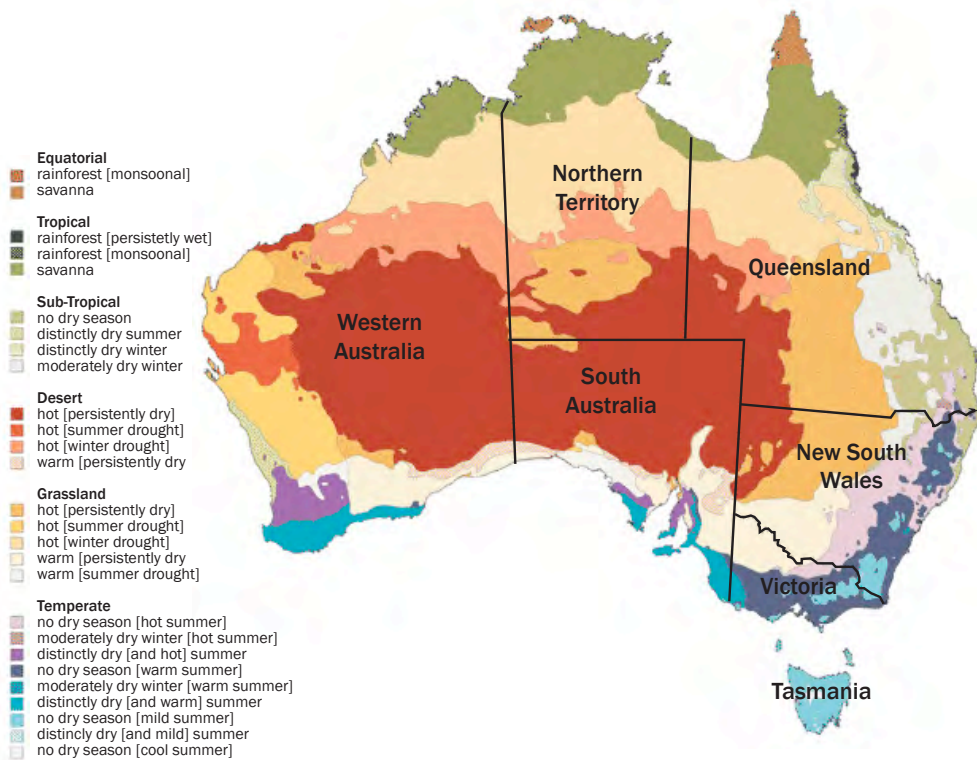 Equatorial
rainforest [monsoonal]
savanna
Tropical
rainforest [persistetly wet]
rainforest [monsoonal]
savanna
Sub-Tropical
no dry season
distinctly dry summer
distinctly dry winter
moderately dry winter
Desert
hot [persistently dry]
hot [summer drought]
hot [winter drought]
warm [persistently dry
Grassland
hot [persistently dry]
hot [summer drought]
hot [winter drought]
warm [persistently dry
warm [summer drought]
Temperate
no dry season [hot summer]
moderately dry winter [hot summer]
distinctly dry [and hot] summer
no dry season [warm summer]
moderately dry winter [warm summer]
distinctly dry [and warm] summer
no dry season [mild summer]
distincly dry [and mild] summer
no dry season [cool summer]
Northern
Territory
Queensland
Western
Australia
South
Australia
New South
Wales
Victoria
Tasmania